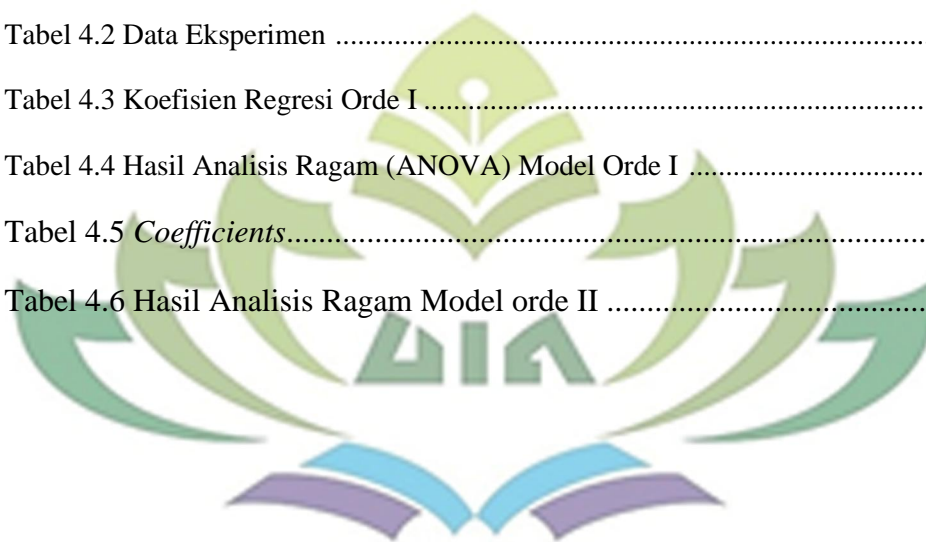 Tabel 4.2 Data Eksperimen ................................................................................
Tabel 4.3 Koefisien Regresi Orde I ....................................................................
Tabel 4.4 Hasil Analisis Ragam (ANOVA) Model Orde I ................................
Tabel 4.5 Coefficients.......................................................................................
Tabel 4.6 Hasil Analisis Ragam Model orde II ...........................................
UIN